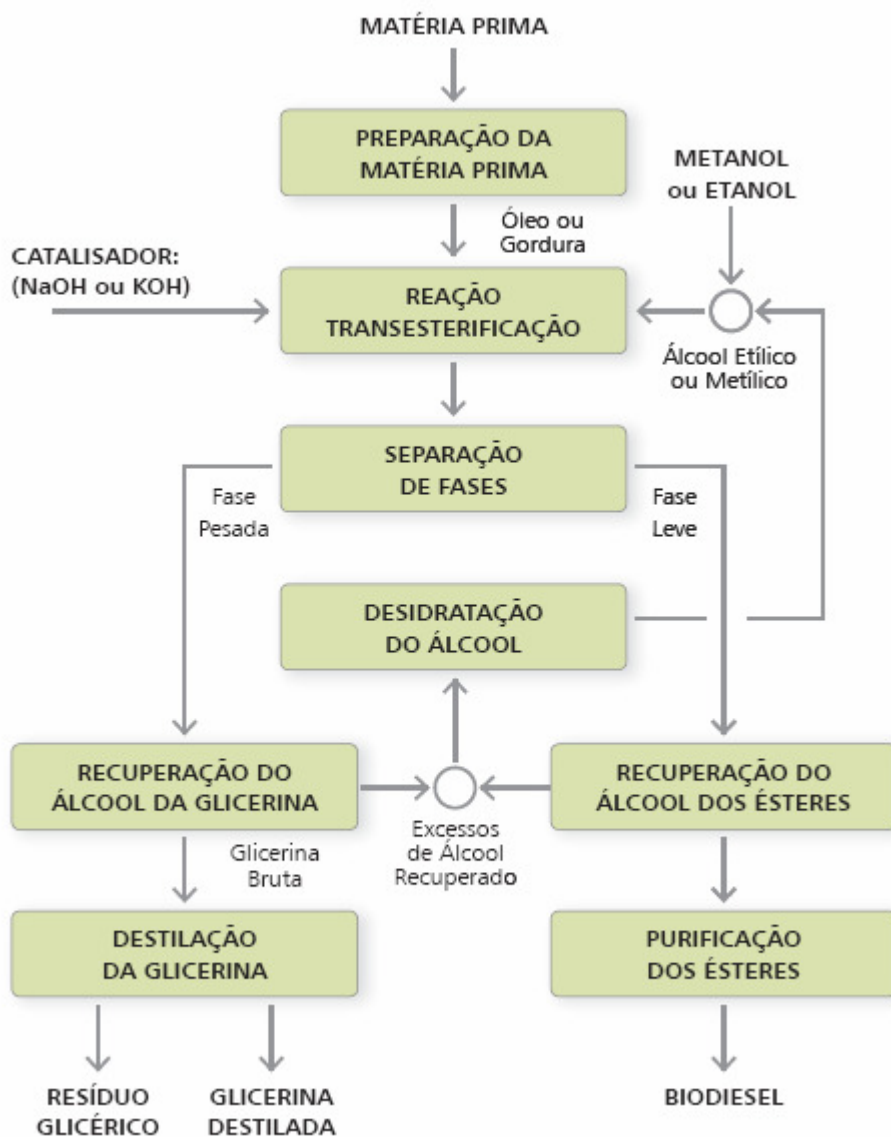 MATÉRIA PRIMA
PREPARAÇÃO DA
MATÉRIA PRIMA
METANOL
ou ETANOL
Óleo ou
Gordura
CATALISADOR:
(NaOH ou KOH)
REAÇÃO
TRANSESTERIFICAÇÃO
Álcool Etílico
ou Metílico
SEPARAÇÃO
DE FASES
Fase
Pesada
Fase
Leve
DESIDRATAÇÃO
DO ÁLCOOL
RECUPERAÇÃO DO
ÁLCOOL DA GLICERINA
RECUPERAÇÃO DO
ÁLCOOL DOS ÉSTERES
Excessos
de Álcool
Recuperado
Glicerina
Bruta
DESTILAÇÃO
DA GLICERINA
PURIFICAÇÃO
DOS ÉSTERES
RESÍDUO
GLICÉRICO
GLICERINA
DESTILADA
BIODIESEL